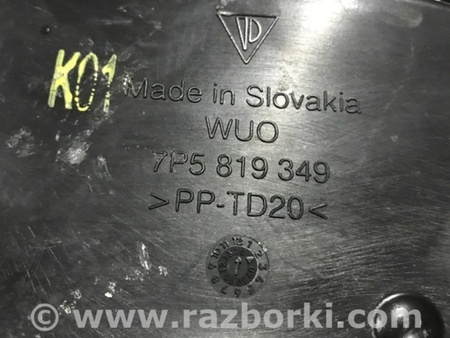 K01
Made in Slovakia
WUO
7P5 819 349
>PP-TD20<
© www.razborki.com